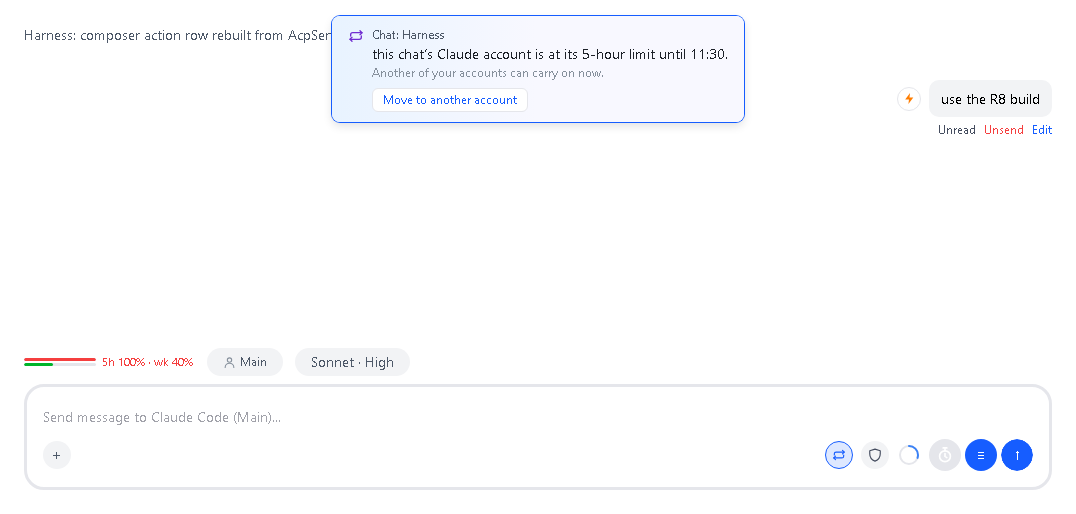 Harness: composer action row rebuilt from AcpSer
Chat: Harness
this chat's Claude account is at its 5-hour limit until 11:30.
Another of your accounts can carry on now.
Move to another account
use the R8 build
Unread Unsend Edit
5h 100% · wk 40% Main Sonnet · High
Send message to Claude Code (Main)...